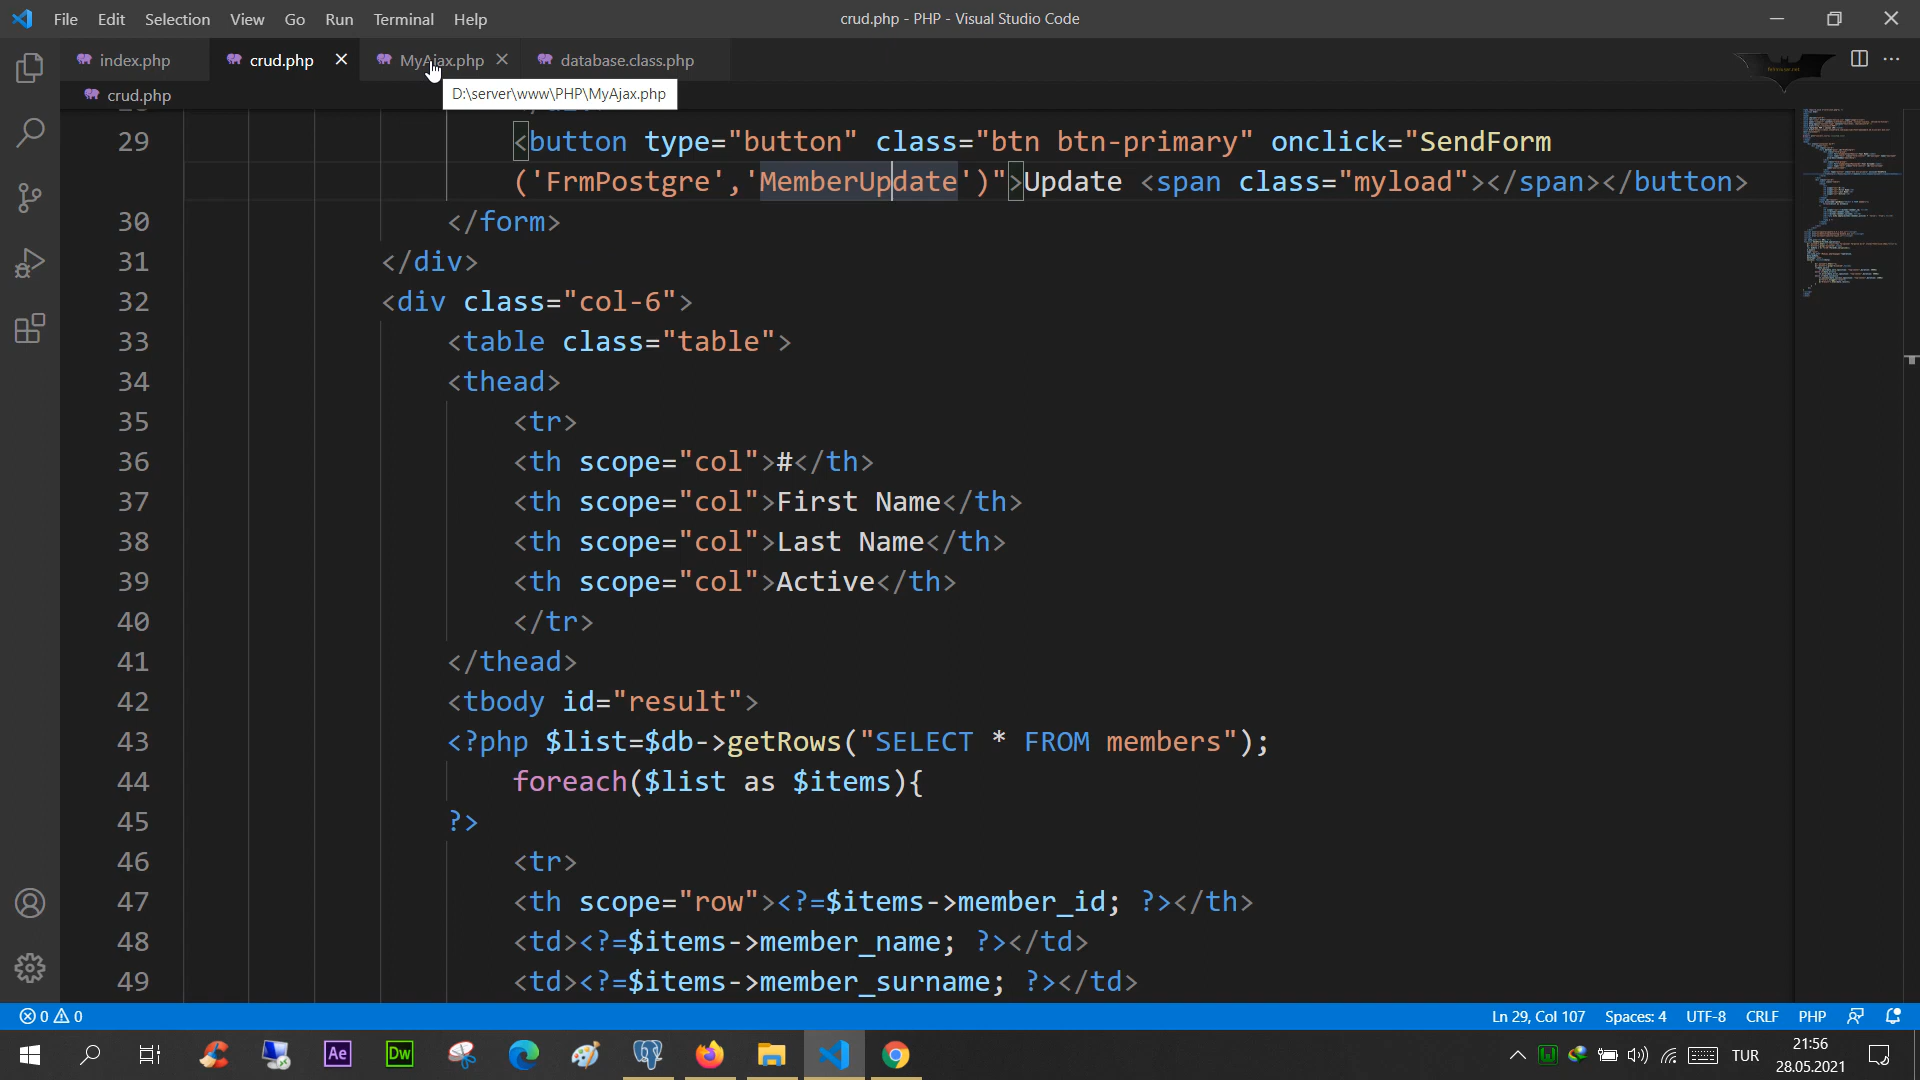 File Edit Selection View Go Run Terminal Help
crud.php - PHP - Visual Studio Code
index.php
crud.php
MyAjax.php
database.class.php
crud.php
D:\server\www\PHP\MyAjax.php
29 <button type="button" class="btn btn-primary" onclick="SendForm
('FrmPostgre','MemberUpdate')">Update <span class="myload"></span></button>
30 </form>
31 </div>
32 <div class="col-6">
33 <table class="table">
34 <thead>
35 <tr>
36 <th scope="col">#</th>
37 <th scope="col">First Name</th>
38 <th scope="col">Last Name</th>
39 <th scope="col">Active</th>
40 </tr>
41 </thead>
42 <tbody id="result">
43 <?php $list=$db->getRows("SELECT * FROM members");
44 foreach($list as $items){
45 ?>
46 <tr>
47 <th scope="row"><?=$items->member_id; ?></th>
48 <td><?=$items->member_name; ?></td>
49 <td><?=$items->member_surname; ?></td>
0 0
Ln 29, Col 107 Spaces: 4 UTF-8 CRLF PHP
Ae
Dw
TUR
21:56
28.05.2021